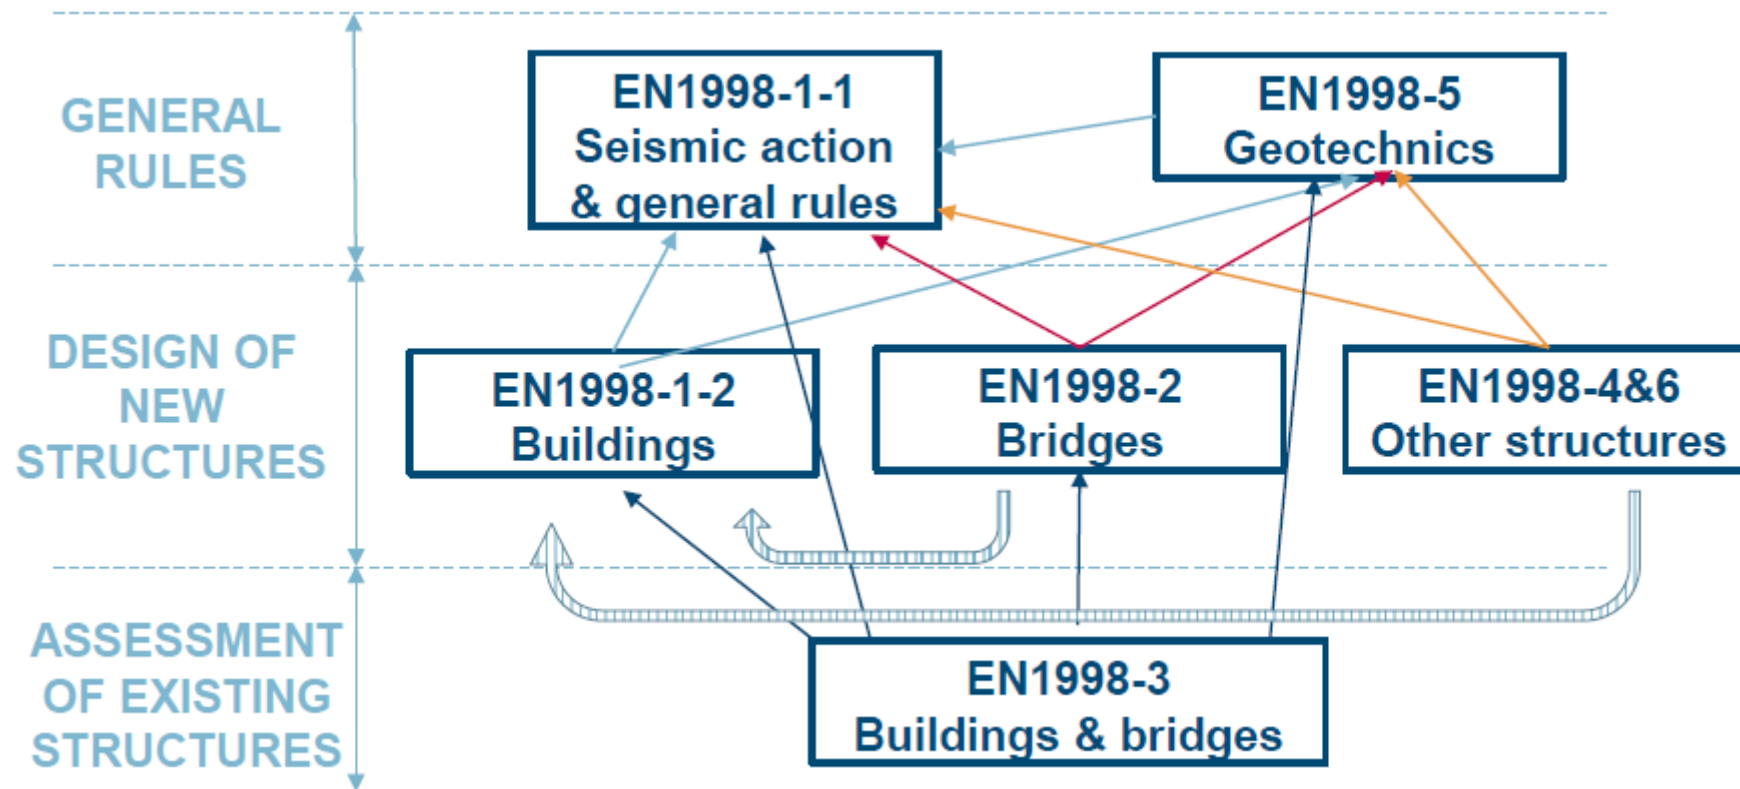 GENERAL
RULES
EN1998-1-1
Seismic action
& general rules
EN1998-5
Geotechnics
DESIGN OF
NEW
STRUCTURES
EN1998-1-2
Buildings
EN1998-2
Bridges
EN1998-4&6
Other structures
ASSESSMENT
OF EXISTING
STRUCTURES
EN1998-3
Buildings & bridges